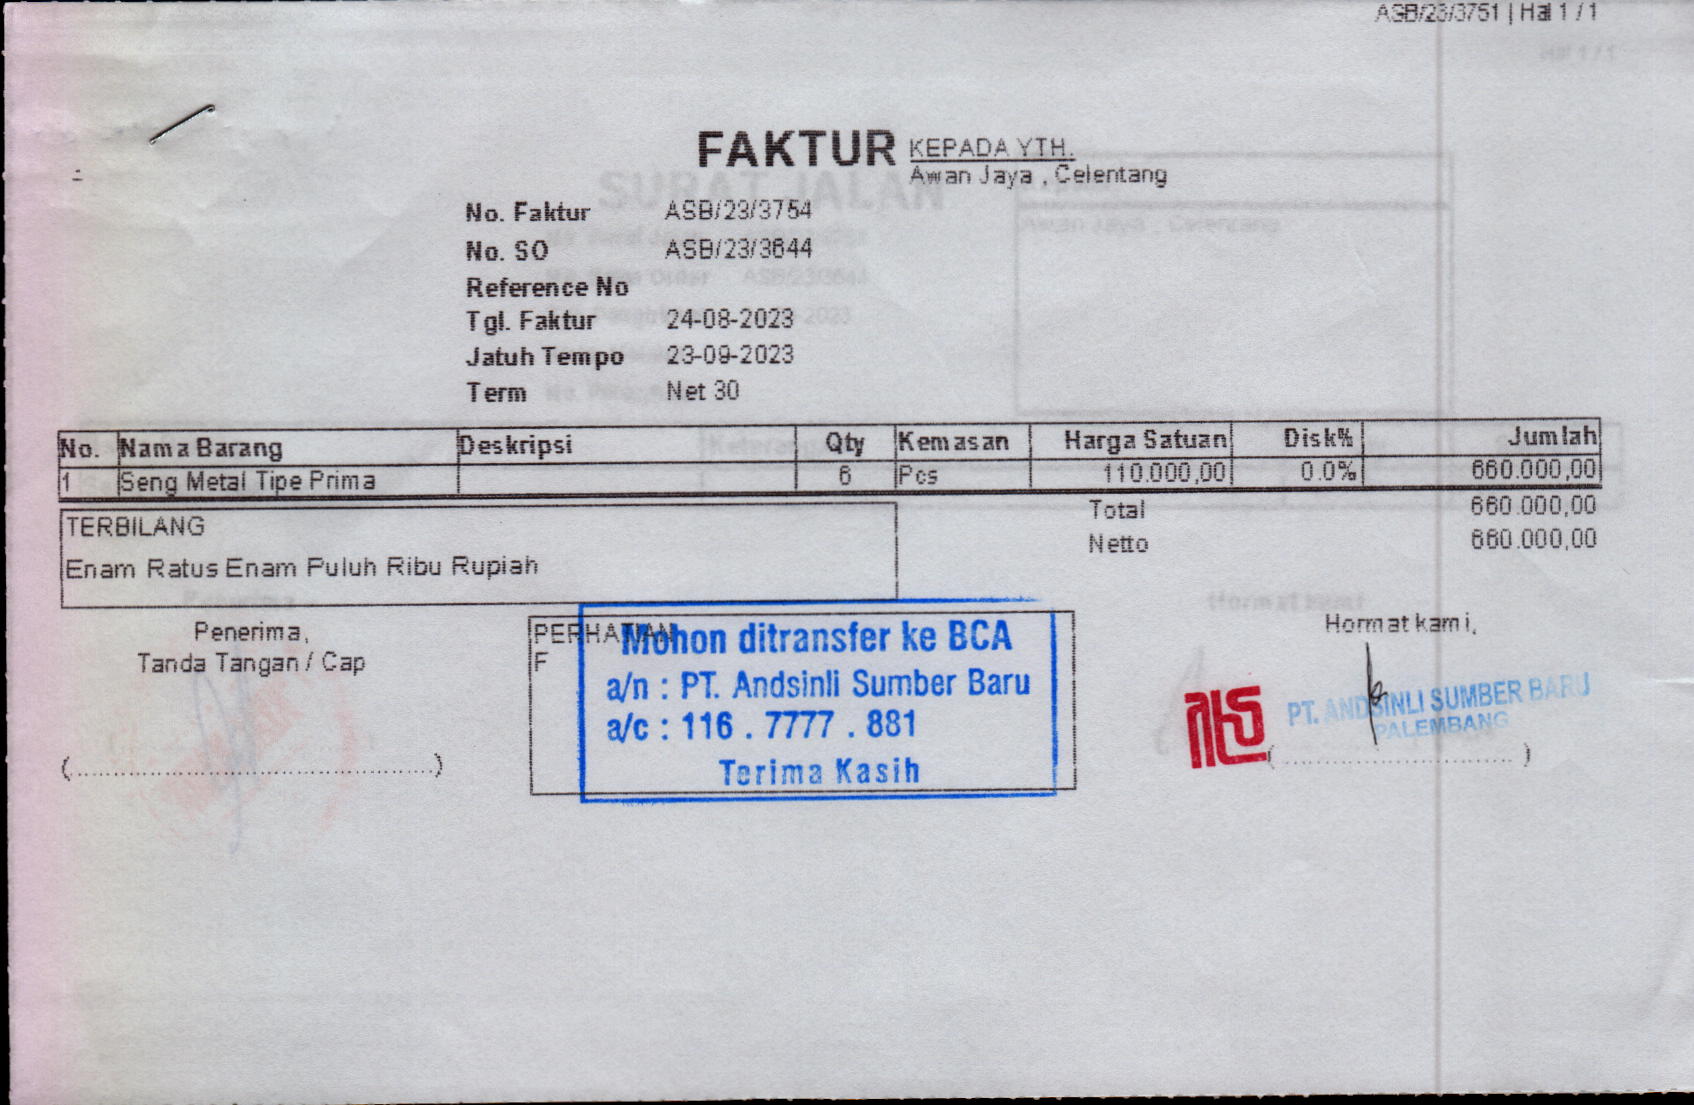 ASB/23/3751 | Hal 1 / 1
FAKTUR
KEPADA YTH.
Awan Jaya , Celentang
No. Faktur ASB/23/3754
No. SO ASB/23/3644
Reference No
Tgl. Faktur 24-08-2023
Jatuh Tempo 23-09-2023
Term Net 30
No. Nama Barang Deskripsi Qty Kemasan Harga Satuan Disk% Jumlah
1 Seng Metal Tipe Prima 6 Pcs 110.000,00 0.0% 660.000,00
Total 660.000,00
Netto 660.000,00
TERBILANG
Enam Ratus Enam Puluh Ribu Rupiah
Penerima,
Tanda Tangan / Cap
(....................................)
PERHATIAN
F
Mohon ditransfer ke BCA
a/n : PT. Andsinli Sumber Baru
a/c : 116 . 7777 . 881
Terima Kasih
Hormat kami,
PT. ANDSINLI SUMBER BARU
PALEMBANG
(....................................)